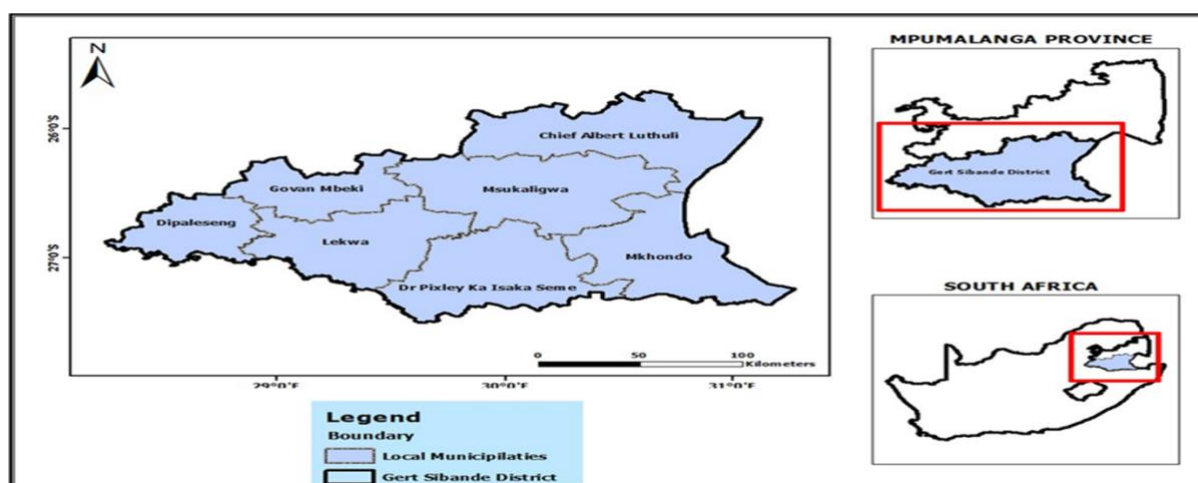 N
26°0'S
27°0'S
Chief Albert Luthuli
Govan Mbeki
Msukaligwa
Dipaleseng
Lekwa
Mkhondo
Dr Pixley Ka Isaka Seme
0 50 100
Kilometers
29°0'E 30°0'E 31°0'E
Legend
Boundary
Local Municipilaties
Gert Sibande District
MPUMALANGA PROVINCE
Gert Sibande District
SOUTH AFRICA